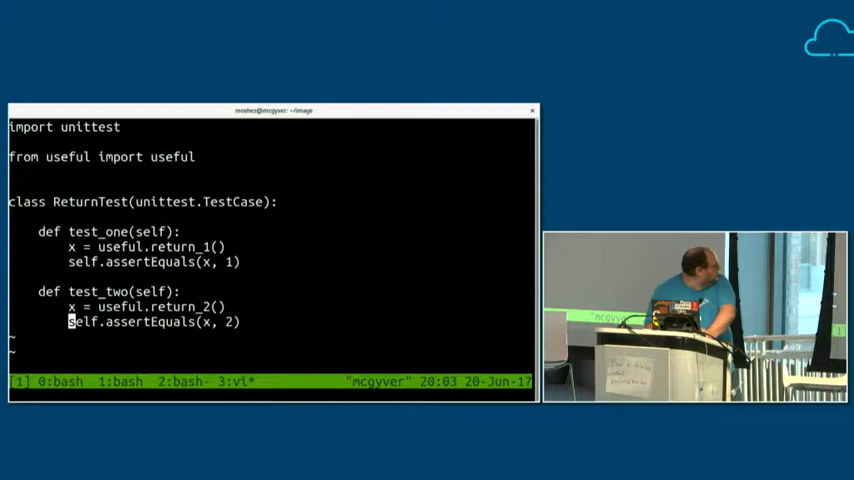 moshez@mcgyver: ~/image
import unittest
from useful import useful
class ReturnTest(unittest.TestCase):
def test_one(self):
x = useful.return_1()
self.assertEquals(x, 1)
def test_two(self):
x = useful.return_2()
self.assertEquals(x, 2)
~
~
[1] 0:bash 1:bash 2:bash- 3:vi* "mcgyver" 20:03 20-Jun-17
"mcgyv